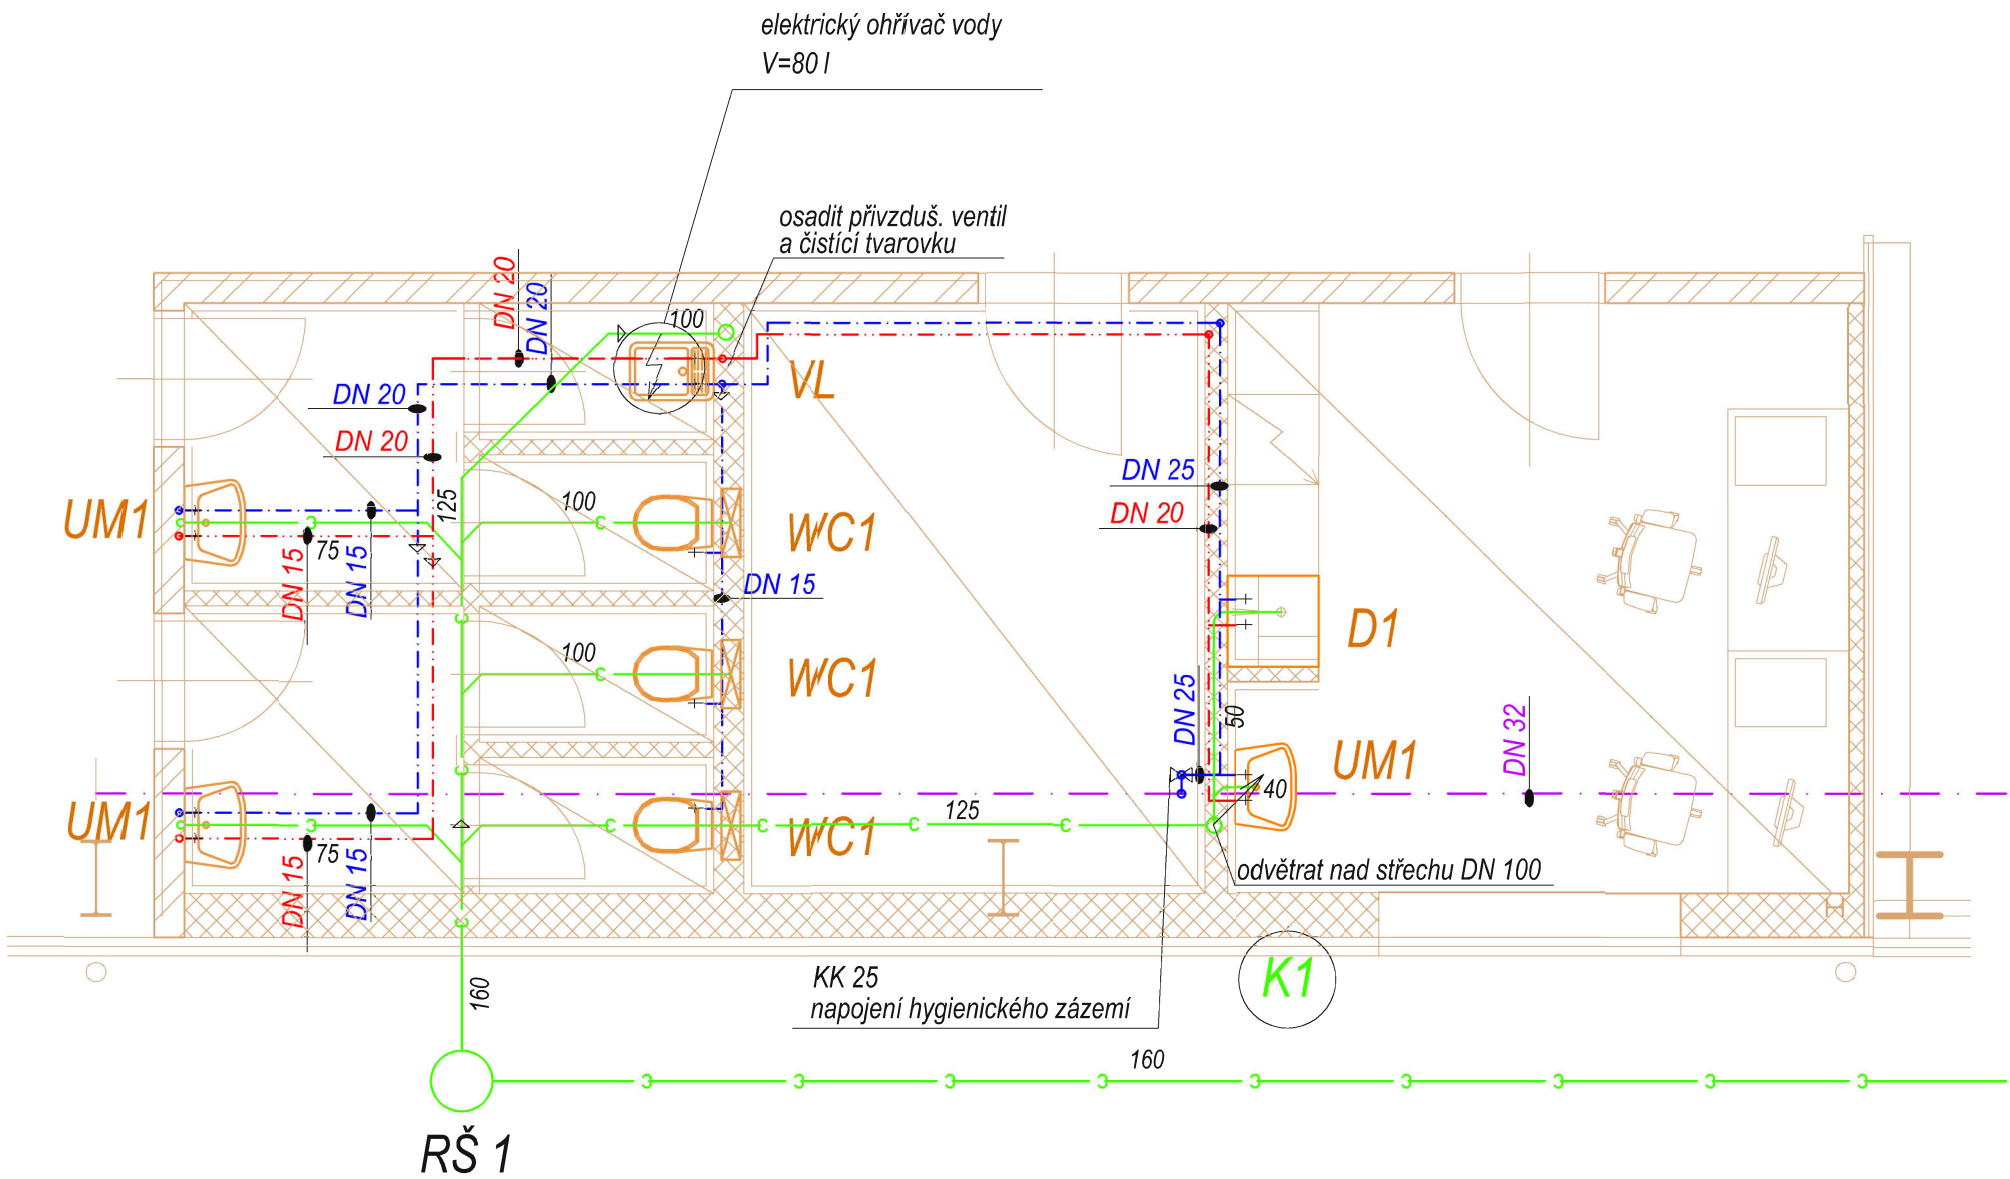 elektrický ohřívač vody
V=80 l
osadit přivzduš. ventil
a čistící tvarovku
DN 20
DN 20
100
DN 20
VL
DN 20
DN 25
125
100
UM1
WC1
DN 20
75
DN 15
DN 15
DN 15
D1
100
WC1
DN 25
50
DN 32
UM1
40
UM1
125
WC1
75
DN 15
DN 15
odvětrat nad střechu DN 100
160
KK 25
napojení hygienického zázemí
K1
160
RŠ 1